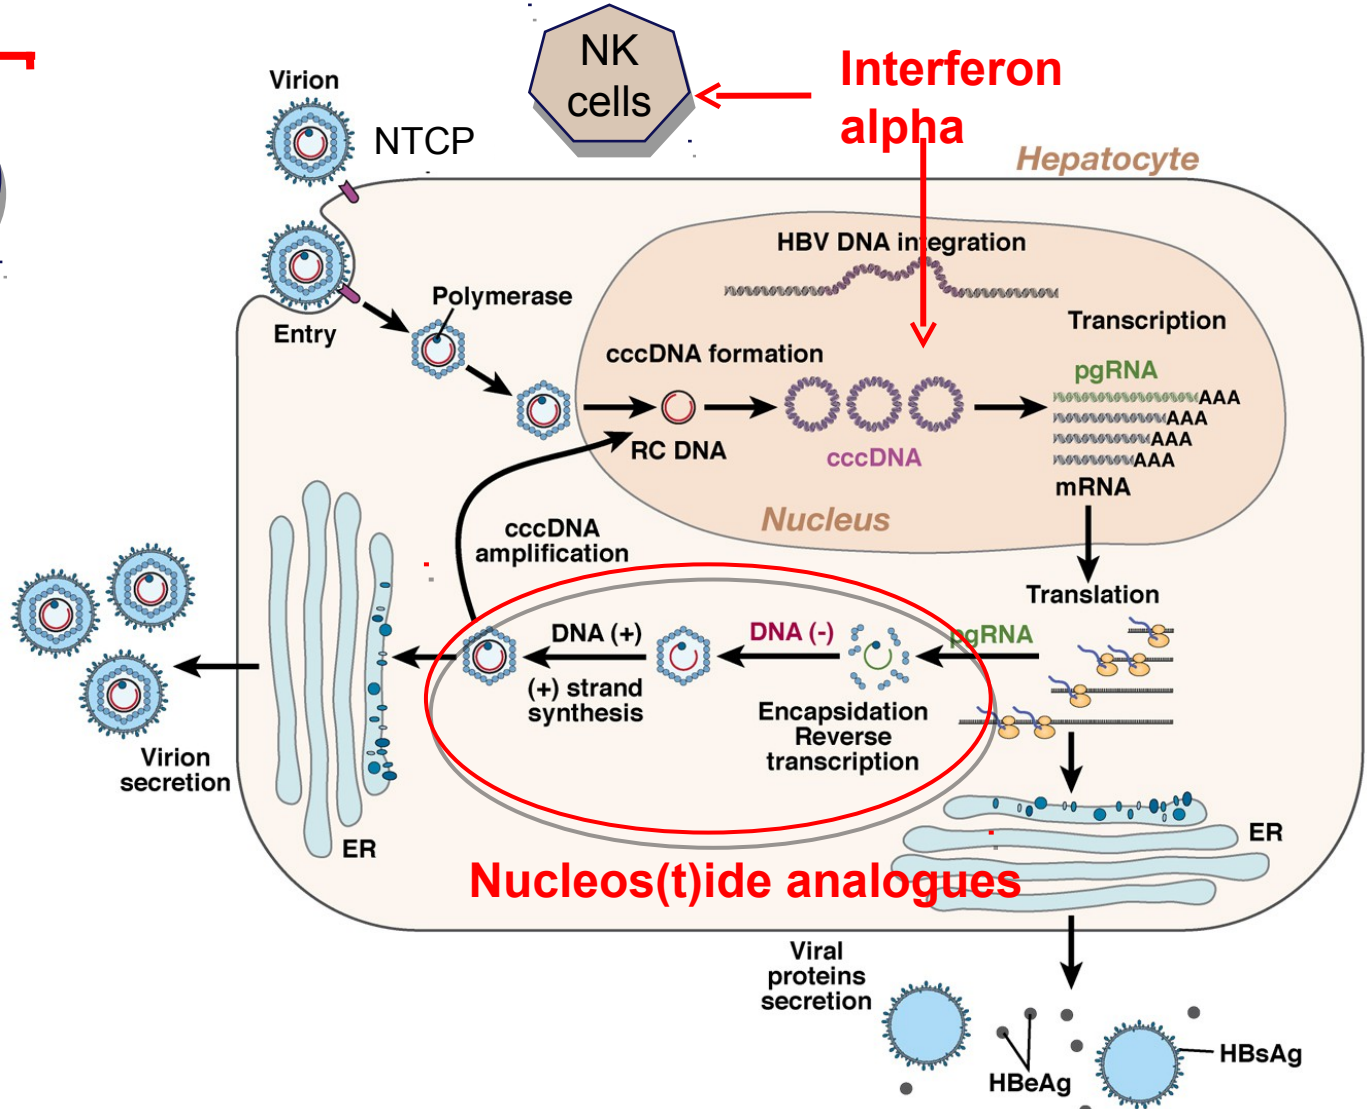 NK
cells
Interferon
alpha
Virion
NTCP
Hepatocyte
HBV DNA integration
Polymerase
Entry
Transcription
cccDNA formation
pgRNA
AAA
AAA
AAA
AAA
RC DNA
cccDNA
mRNA
Nucleus
cccDNA
amplification
Translation
DNA (+)
DNA (-)
pgRNA
(+) strand
synthesis
Encapsidation
Reverse
transcription
Virion
secretion
ER
ER
Nucleos(t)ide analogues
Viral
proteins
secretion
HBeAg
HBsAg